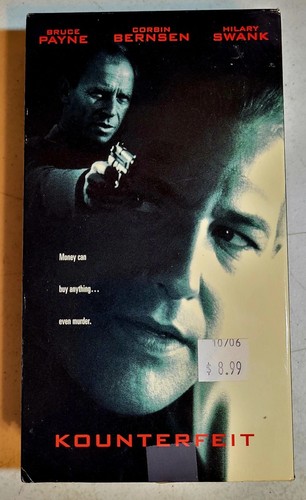 BRUCE PAYNE
CORBIN BERNSEN
HILARY SWANK
Money can
buy anything...
even murder.
10/06
$ 8.99
KOUNTERFEIT